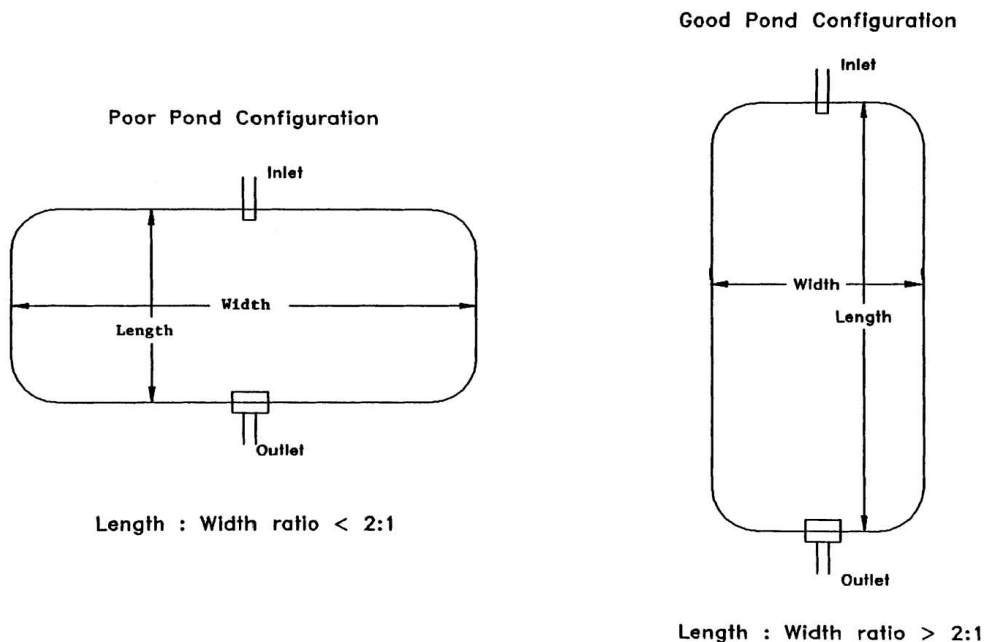 Poor Pond Configuration
Inlet
Width
Length
Outlet
Length : Width ratio < 2:1
Good Pond Configuration
Inlet
Width
Length
Outlet
Length : Width ratio > 2:1